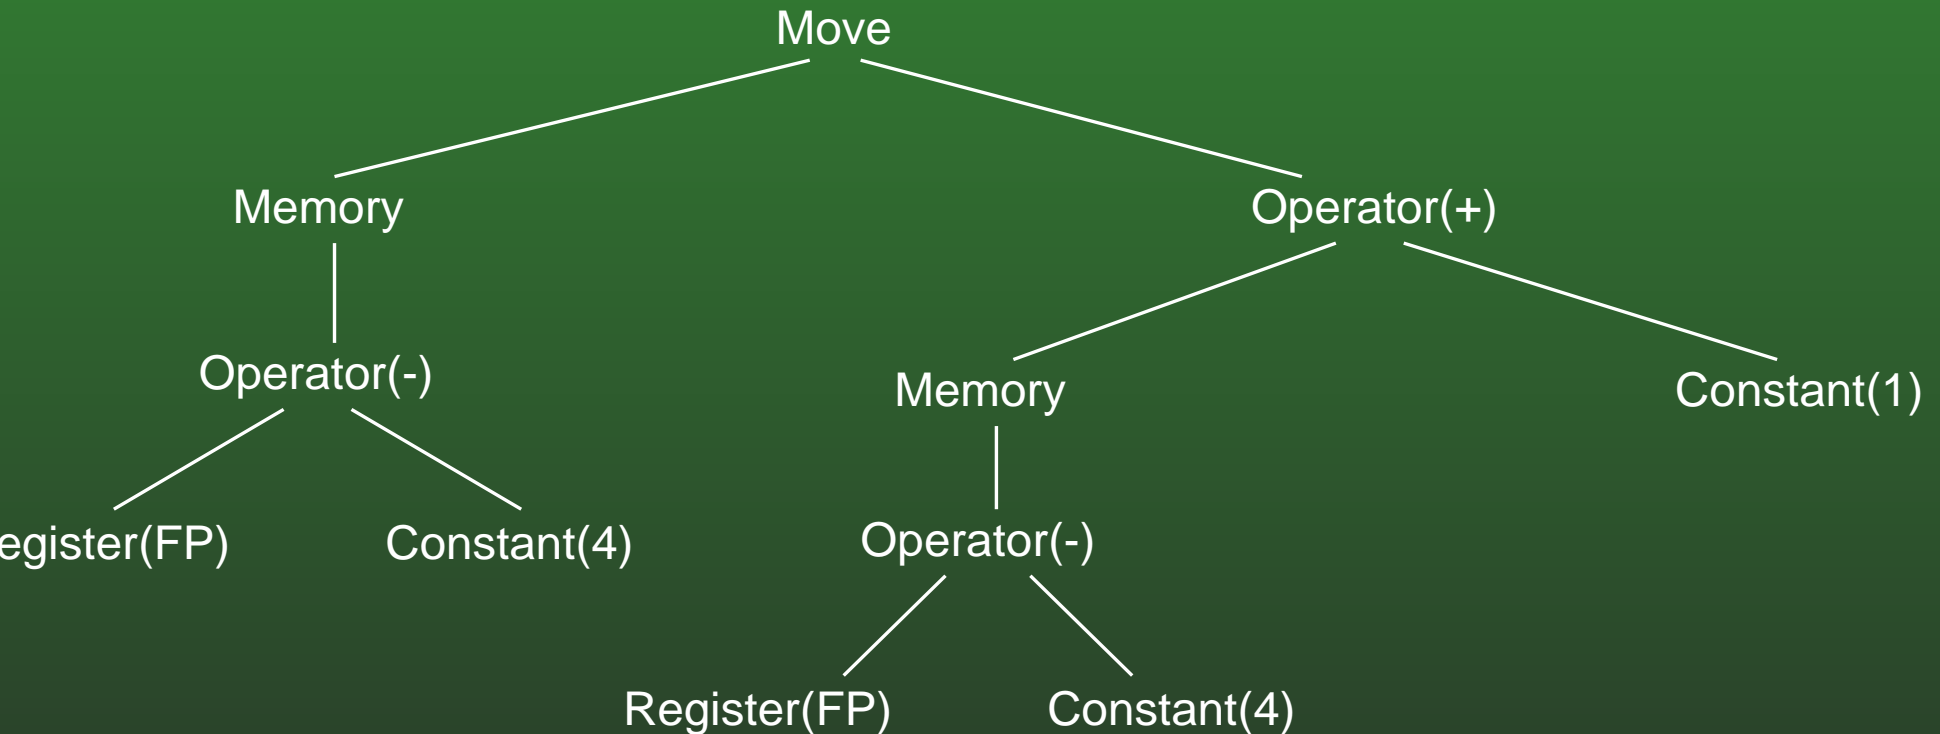 Move
Memory Operator(+)
Operator(-) Memory Constant(1)
egister(FP) Constant(4) Operator(-)
Register(FP) Constant(4)